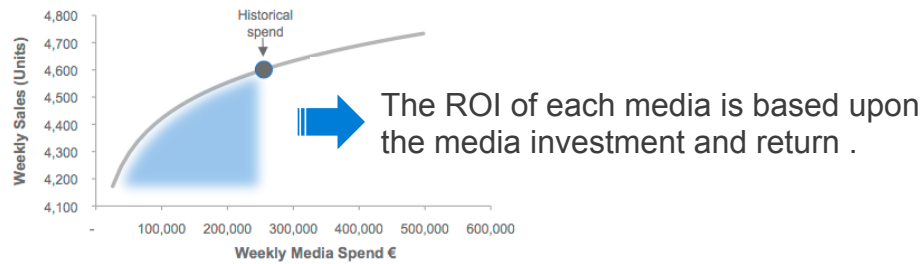 4,800
Historical
spend
4,700
4,600
4,500
4,400
4,300
4,200
4,100
Weekly Sales (Units)
-
100,000
200,000
300,000
400,000
500,000
600,000
Weekly Media Spend €
The ROI of each media is based upon
the media investment and return .